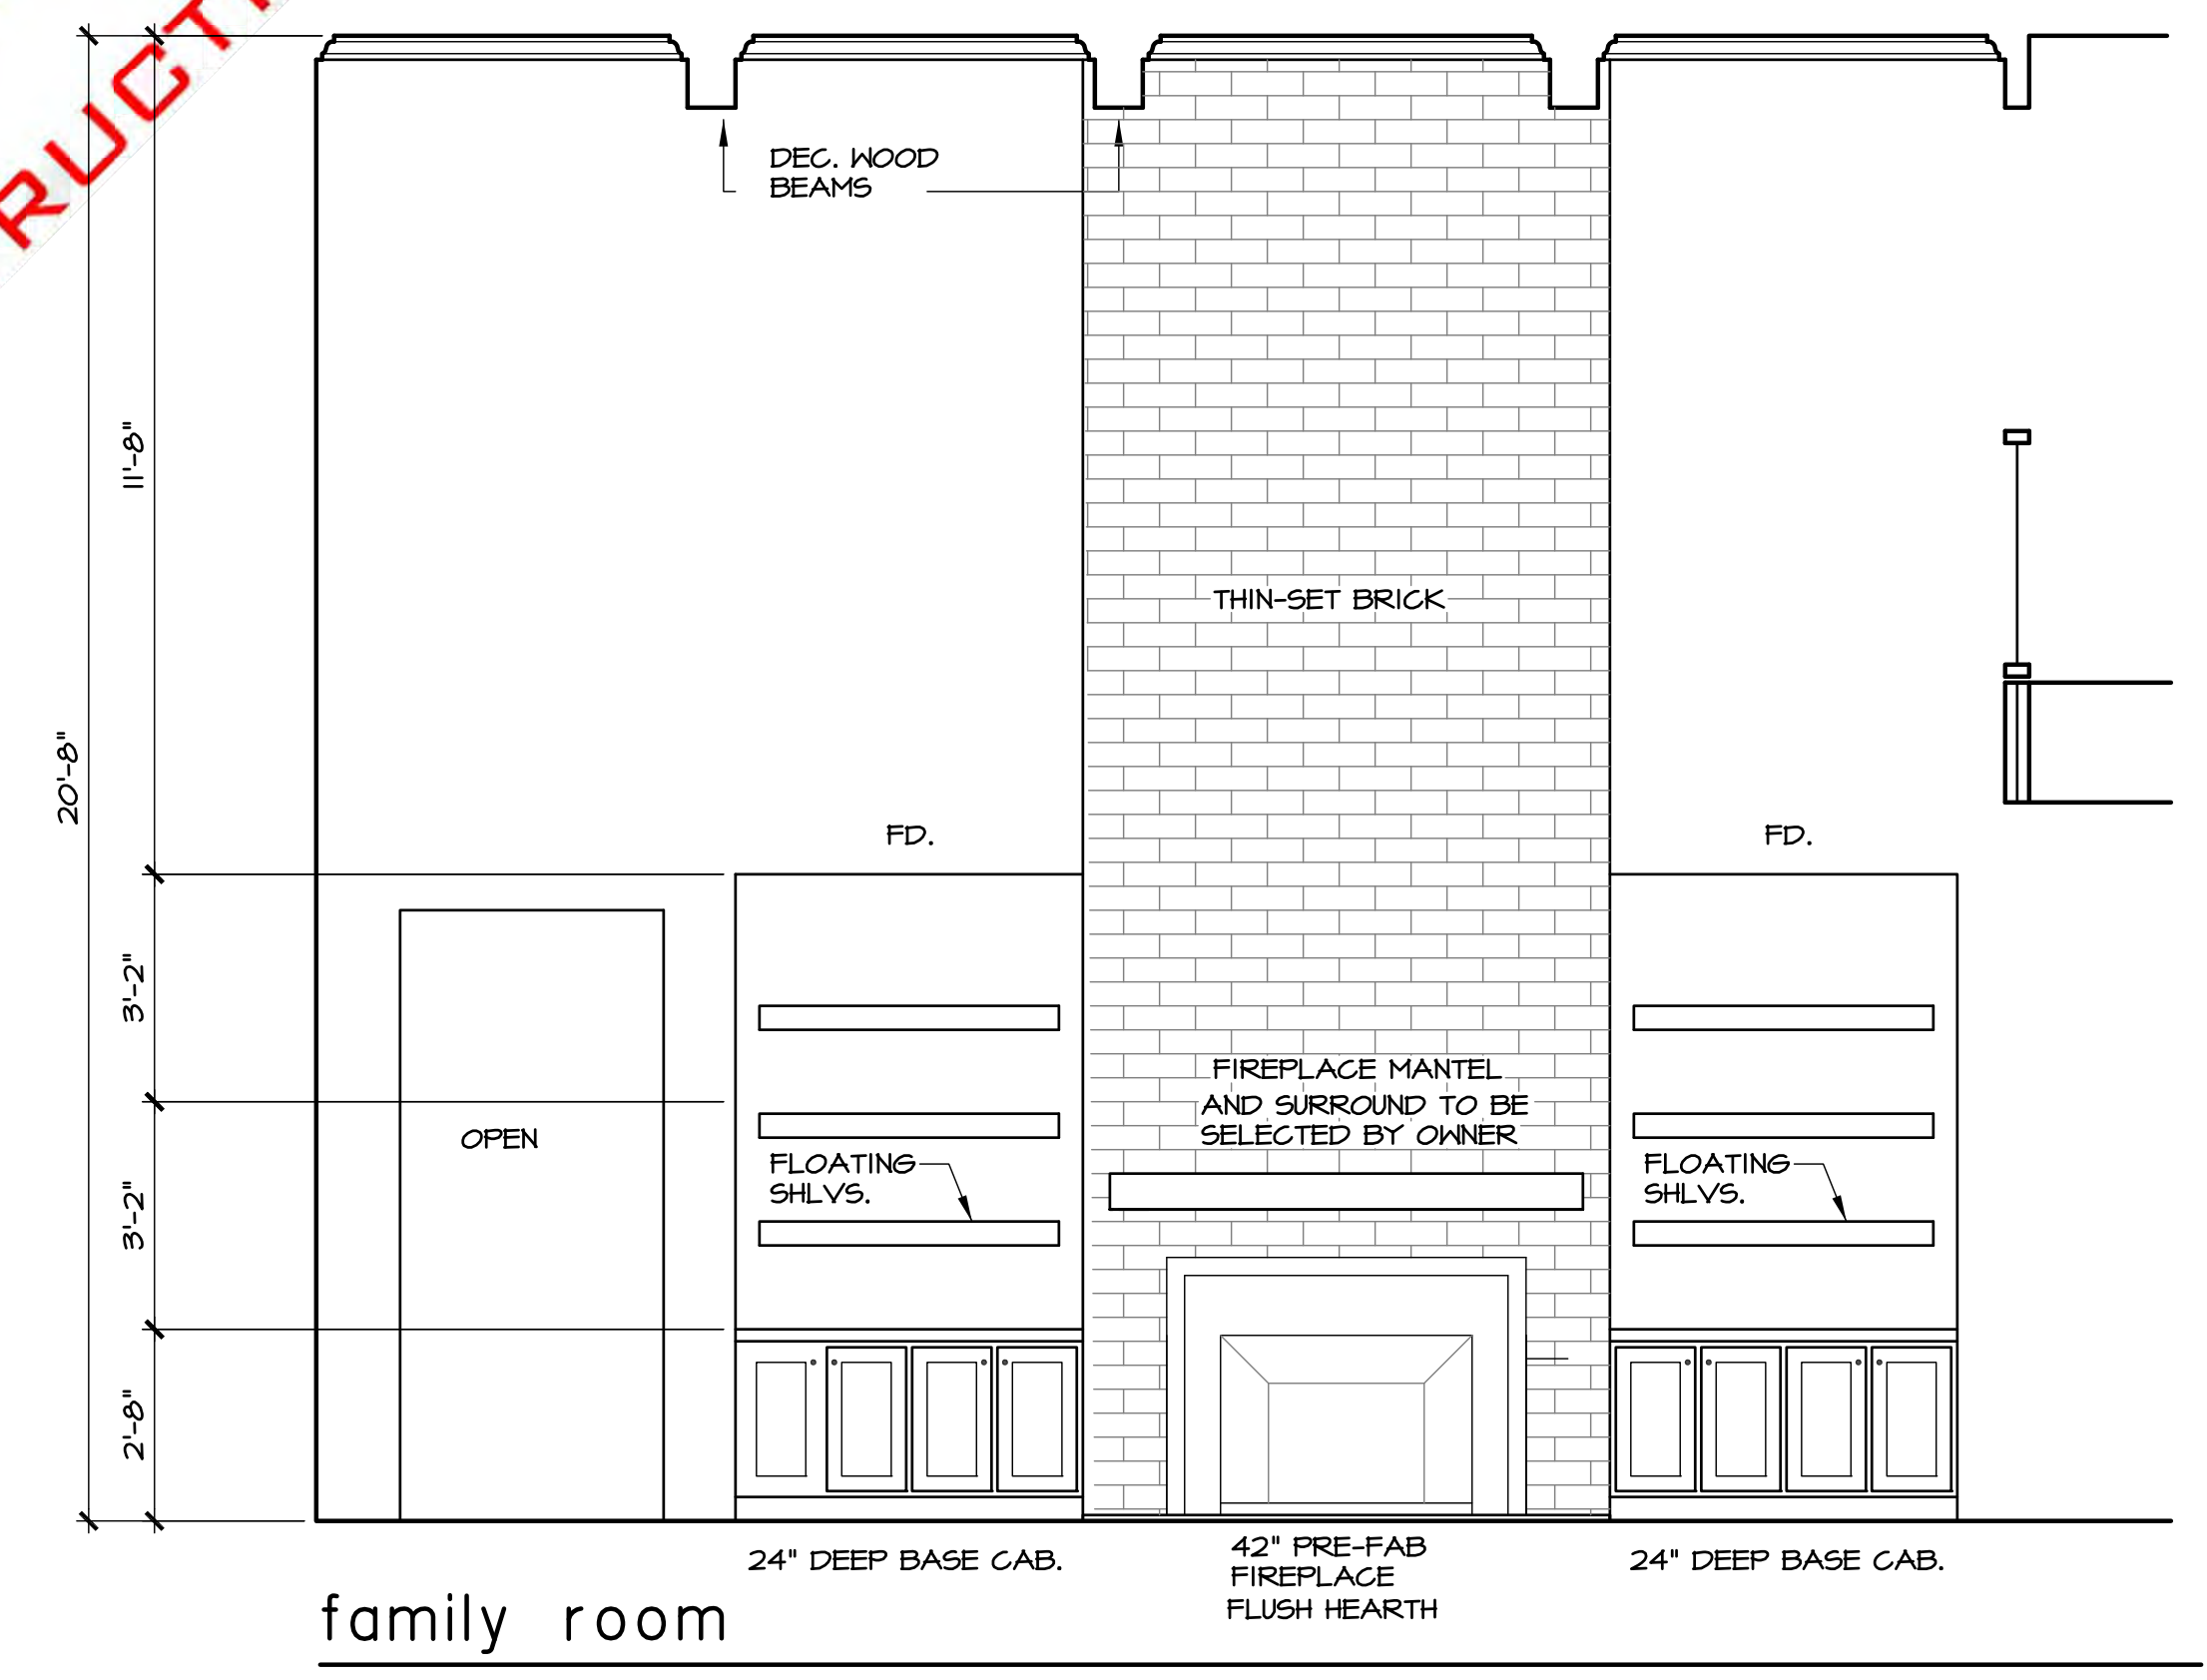 RUCT
DEC. WOOD
BEAMS
11'-8"
THIN-SET BRICK
20'-8"
FD.
FD.
3'-2"
FIREPLACE MANTEL
AND SURROUND TO BE
SELECTED BY OWNER
OPEN
FLOATING
SHLVS.
FLOATING
SHLVS.
3'-2"
2'-8"
24" DEEP BASE CAB.
42" PRE-FAB
FIREPLACE
FLUSH HEARTH
24" DEEP BASE CAB.
family room